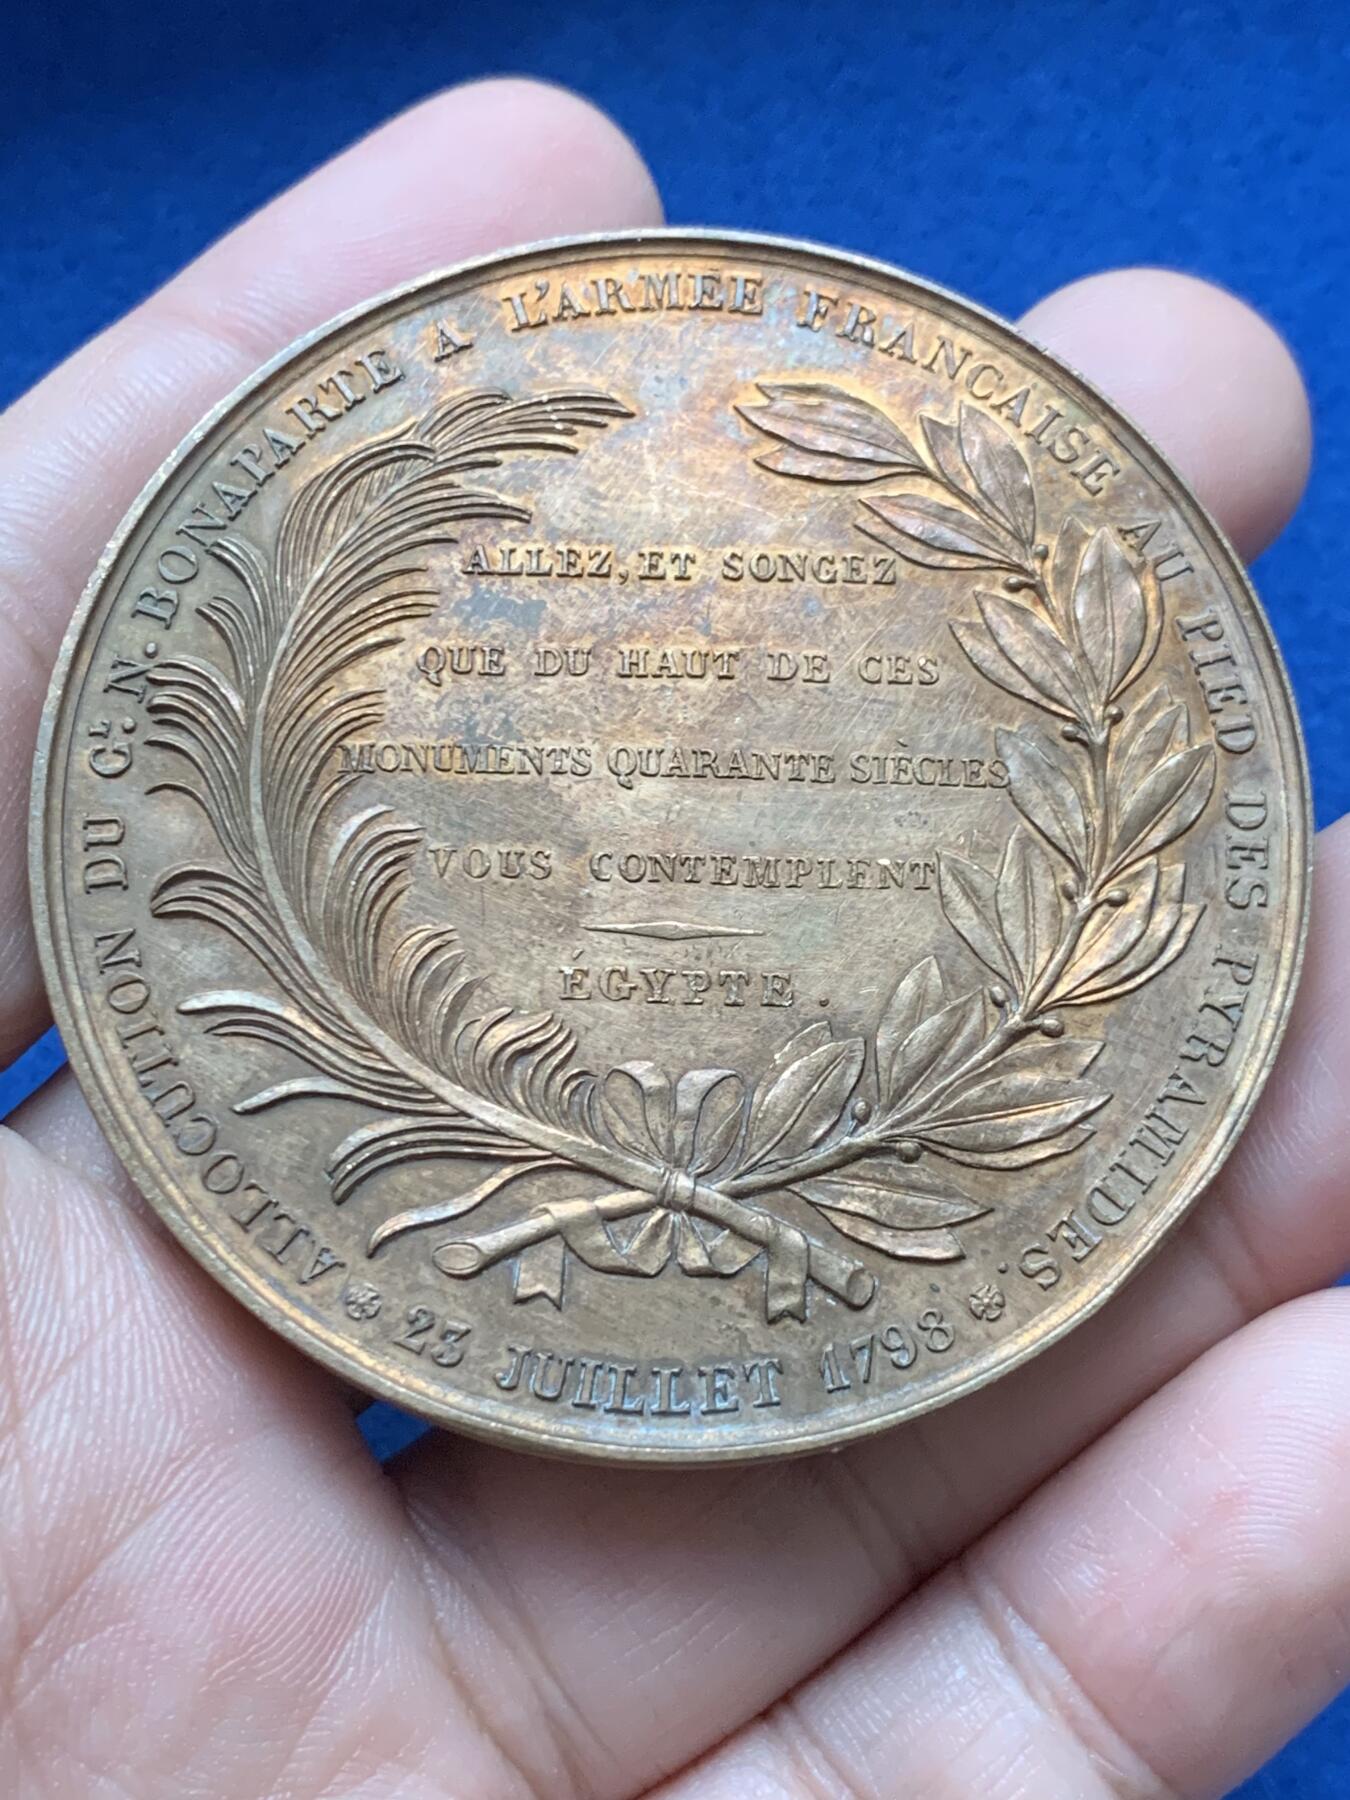 ALLOCUTION DU GL. N. BONAPARTE A L'ARMÉE FRANCAISE AU PIED DES PYRAMIDES.
ALLEZ, ET SONGEZ
QUE DU HAUT DE CES
MONUMENTS QUARANTE SIÈCLES
VOUS CONTEMPLENT
ÉGYPTE.
23 JUILLET 1798